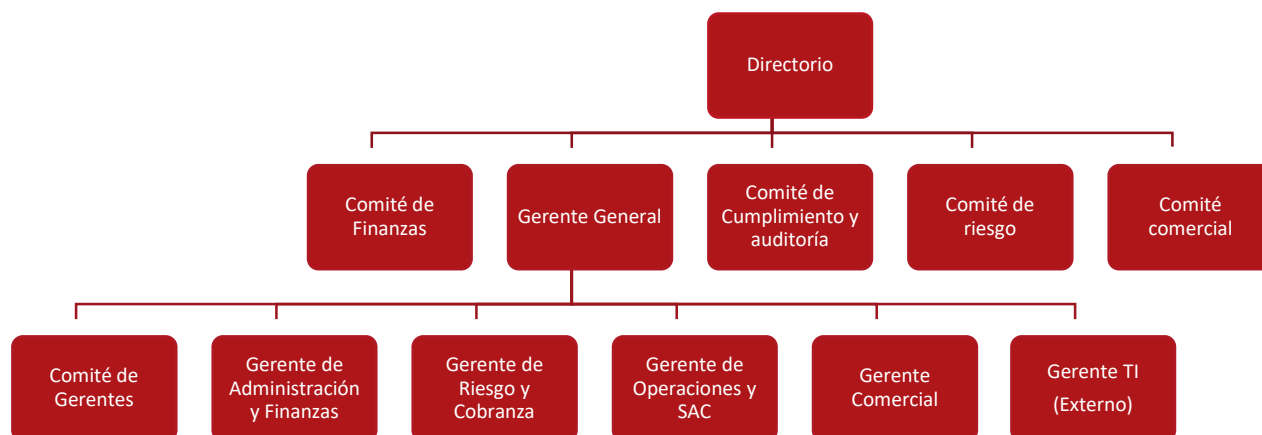 Directorio
Comité de
Finanzas
Gerente General
Comité de
Cumplimiento y
auditoría
Comité de
riesgo
Comité
comercial
Comité de
Gerentes
Gerente de
Administración
y Finanzas
Gerente de
Riesgo y
Cobranza
Gerente de
Operaciones y
SAC
Gerente
Comercial
Gerente TI
(Externo)